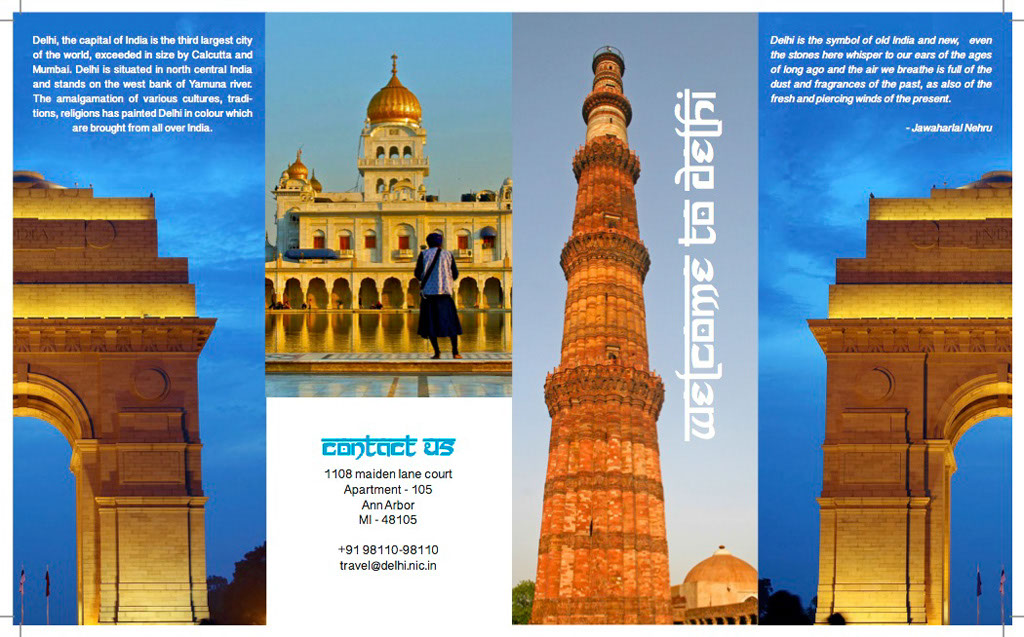 Delhi, the capital of India is the third largest city
of the world, exceeded in size by Calcutta and
Mumbai. Delhi is situated in north central India
and stands on the west bank of Yamuna river.
The amalgamation of various cultures, tradi-
tions, religions has painted Delhi in colour which
are brought from all over India.
contact us
1108 maiden lane court
Apartment - 105
Ann Arbor
MI - 48105
+91 98110-98110
travel@delhi.nic.in
welcome to delhi
Delhi is the symbol of old India and new, even
the stones here whisper to our ears of the ages
of long ago and the air we breathe is full of the
dust and fragrances of the past, as also of the
fresh and piercing winds of the present.
- Jawaharlal Nehru